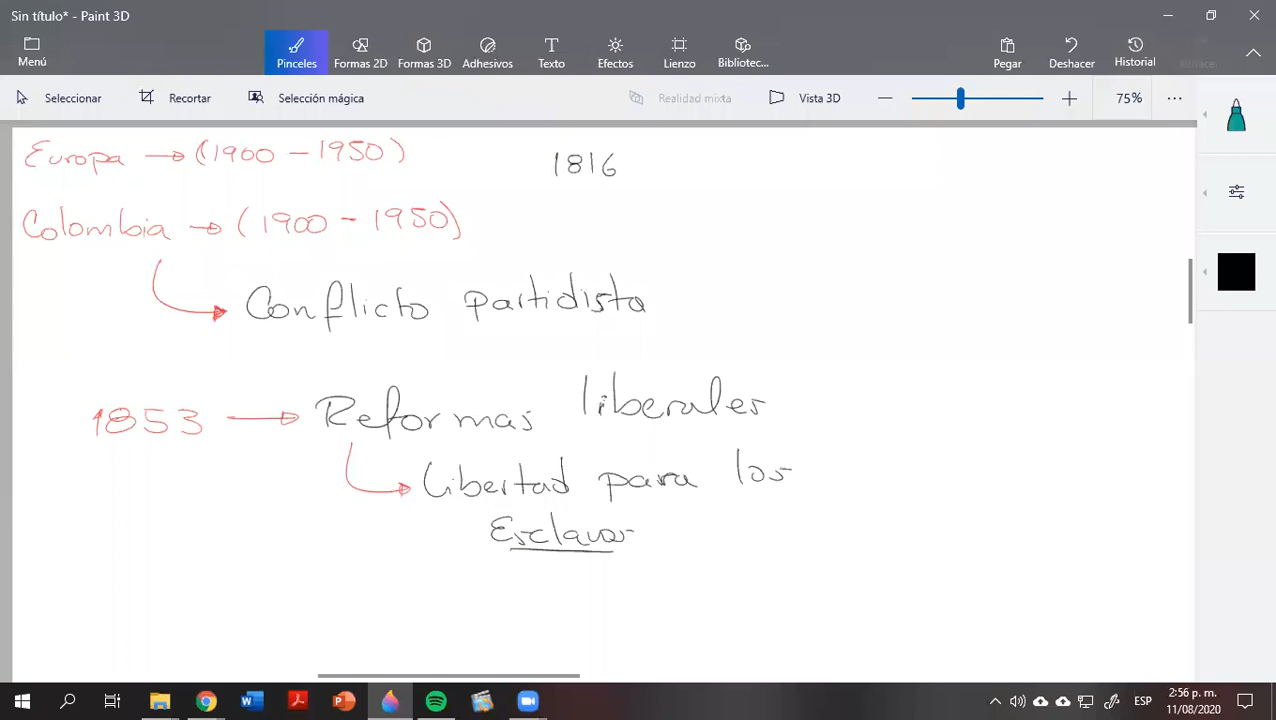 Sin título* - Paint 3D
Menú
Pinceles
Formas 2D
Formas 3D
Adhesivos
Texto
Efectos
Lienzo
Bibliotec...
Pegar
Deshacer
Historial
Seleccionar
Recortar
Selección mágica
Realidad mixta
Vista 3D
75%
Europa → (1900 - 1950)
1816
Colombia → (1900 - 1950)
Conflicto partidista
1853 → Reformas liberales
Libertad para los
Esclavos
ESP
2:56 p. m.
11/08/2020